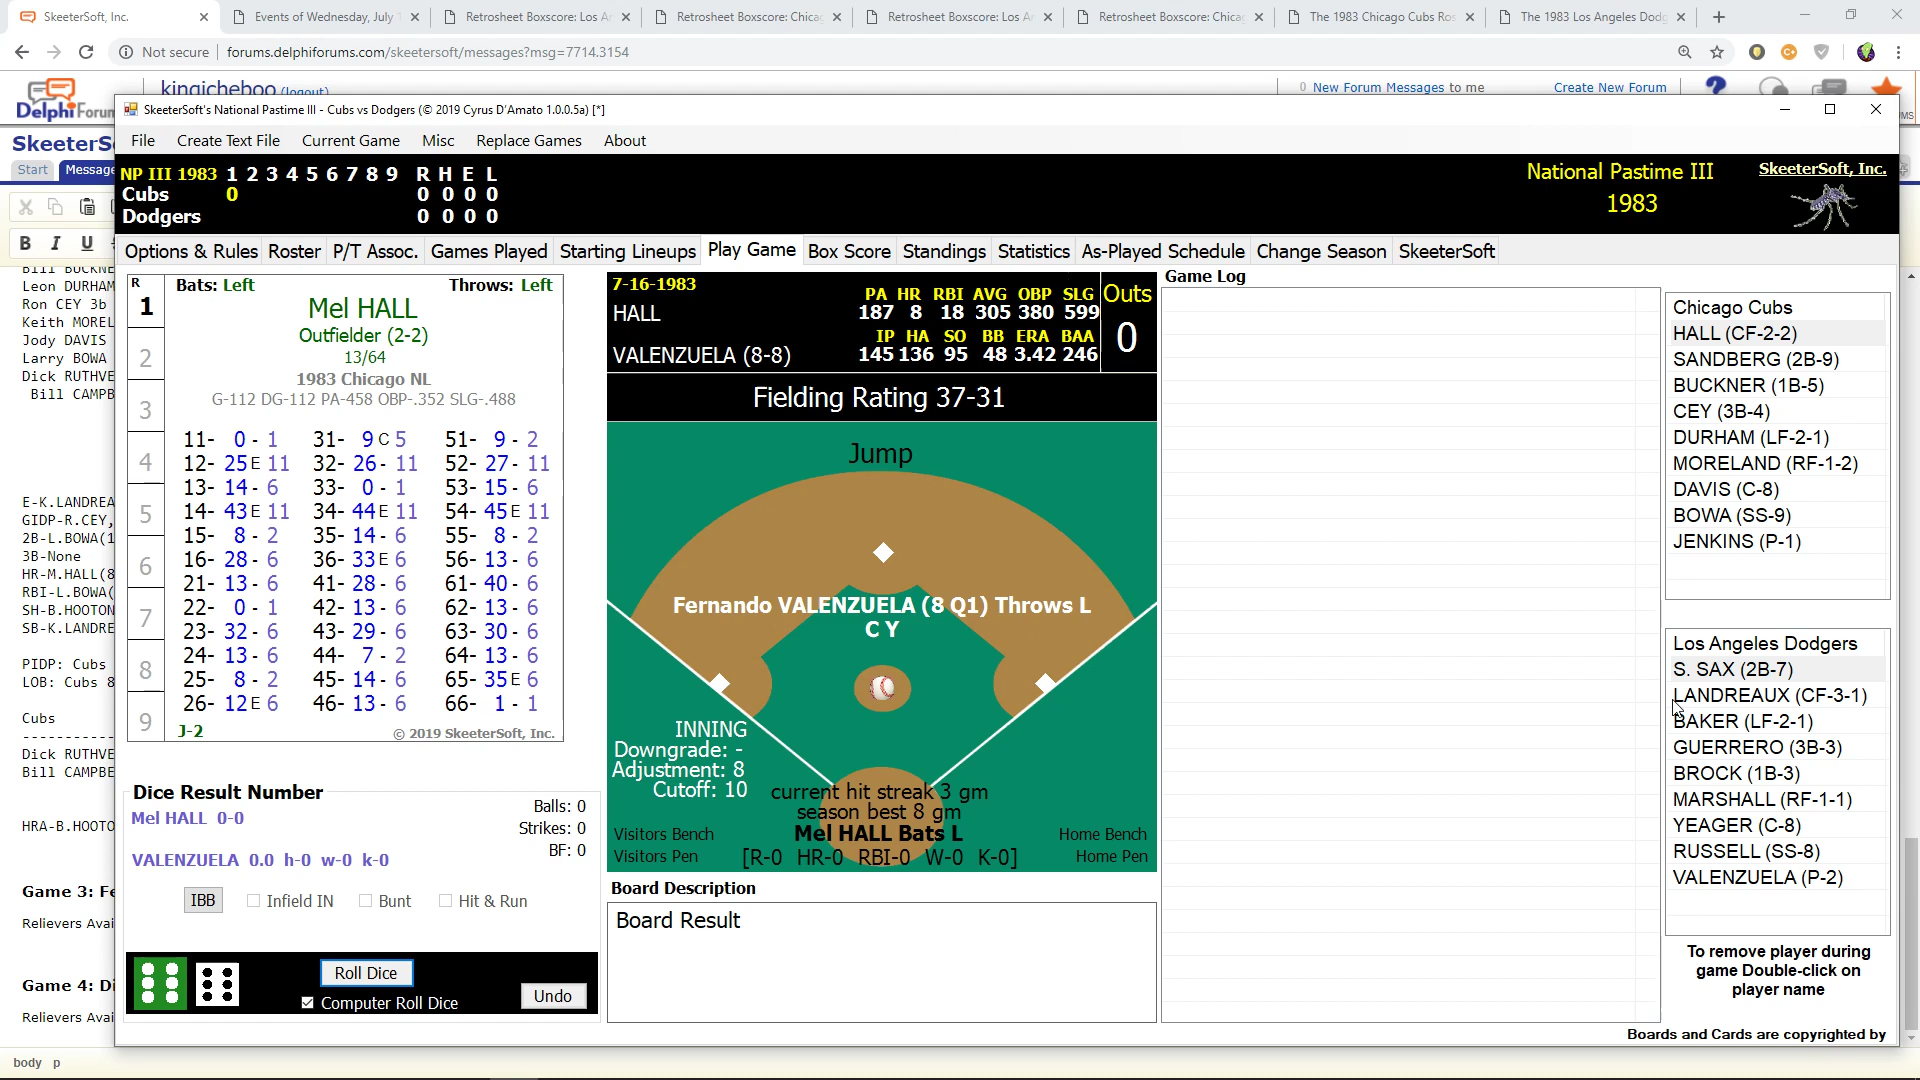 SkeeterSoft, Inc.
Events of Wednesday, July 1
Retrosheet Boxscore: Los An
Retrosheet Boxscore: Chicag
Retrosheet Boxscore: Los An
Retrosheet Boxscore: Chicag
The 1983 Chicago Cubs Ros
The 1983 Los Angeles Dodg
Not secure
forums.delphiforums.com/skeetersoft/messages?msg=7714.3154
kingicheboo (logout)
0 New Forum Messages to me
Create New Forum
DelphiForum
SkeeterSoft's National Pastime III - Cubs vs Dodgers (© 2019 Cyrus D'Amato 1.0.0.5a) [*]
File Create Text File Current Game Misc Replace Games About
SkeeterS
Start Message
NP III 1983 1 2 3 4 5 6 7 8 9 R H E L
Cubs 0 0 0 0 0
Dodgers 0 0 0 0
National Pastime III
1983
SkeeterSoft, Inc.
B I U
Options & Rules Roster P/T Assoc. Games Played Starting Lineups Play Game Box Score Standings Statistics As-Played Schedule Change Season SkeeterSoft
Bill BUCKNE
Leon DURHAM
Ron CEY 3b
Keith MOREL
Jody DAVIS
Larry BOWA
Dick RUTHVE
Bill CAMPB
E-K.LANDREA
GIDP-R.CEY,
2B-L.BOWA(1
3B-None
HR-M.HALL(8
RBI-L.BOWA(
SH-B.HOOTON
SB-K.LANDRE
PIDP: Cubs
LOB: Cubs 8
Cubs
Dick RUTHVE
Bill CAMPBE
HRA-B.HOOTO
Game 3: Fe
Relievers Avai
Game 4: Di
Relievers Avai
body p
R
1
2
3
4
5
6
7
8
9
Bats: Left Throws: Left
Mel HALL
Outfielder (2-2)
13/64
1983 Chicago NL
G-112 DG-112 PA-458 OBP-.352 SLG-.488
11- 0 - 1 31- 9 C 5 51- 9 - 2
12- 25 E 11 32- 26 - 11 52- 27 - 11
13- 14 - 6 33- 0 - 1 53- 15 - 6
14- 43 E 11 34- 44 E 11 54- 45 E 11
15- 8 - 2 35- 14 - 6 55- 8 - 2
16- 28 - 6 36- 33 E 6 56- 13 - 6
21- 13 - 6 41- 28 - 6 61- 40 - 6
22- 0 - 1 42- 13 - 6 62- 13 - 6
23- 32 - 6 43- 29 - 6 63- 30 - 6
24- 13 - 6 44- 7 - 2 64- 13 - 6
25- 8 - 2 45- 14 - 6 65- 35 E 6
26- 12 E 6 46- 13 - 6 66- 1 - 1
J-2 © 2019 SkeeterSoft, Inc.
Dice Result Number
Mel HALL 0-0
VALENZUELA 0.0 h-0 w-0 k-0
Balls: 0
Strikes: 0
BF: 0
IBB Infield IN Bunt Hit & Run
Roll Dice
Computer Roll Dice
Undo
7-16-1983
PA HR RBI AVG OBP SLG
HALL 187 8 18 305 380 599
IP HA SO BB ERA BAA
VALENZUELA (8-8) 145 136 95 48 3.42 246
Outs
0
Fielding Rating 37-31
Jump
Fernando VALENZUELA (8 Q1) Throws L
C Y
INNING
Downgrade: -
Adjustment: 8
Cutoff: 10
current hit streak 3 gm
season best 8 gm
Mel HALL Bats L
[R-0 HR-0 RBI-0 W-0 K-0]
Visitors Bench
Visitors Pen
Home Bench
Home Pen
Board Description
Board Result
Game Log
Chicago Cubs
HALL (CF-2-2)
SANDBERG (2B-9)
BUCKNER (1B-5)
CEY (3B-4)
DURHAM (LF-2-1)
MORELAND (RF-1-2)
DAVIS (C-8)
BOWA (SS-9)
JENKINS (P-1)
Los Angeles Dodgers
S. SAX (2B-7)
LANDREAUX (CF-3-1)
BAKER (LF-2-1)
GUERRERO (3B-3)
BROCK (1B-3)
MARSHALL (RF-1-1)
YEAGER (C-8)
RUSSELL (SS-8)
VALENZUELA (P-2)
To remove player during
game Double-click on
player name
Boards and Cards are copyrighted by